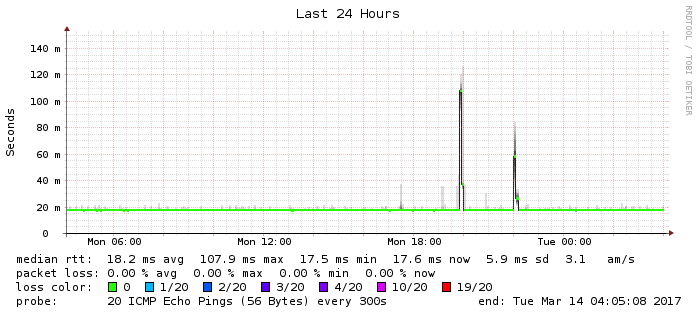 Last 24 Hours
RRDTOOL / TOBI OETIKER
Seconds
140 m
120 m
100 m
80 m
60 m
40 m
20 m
0
Mon 06:00 Mon 12:00 Mon 18:00 Tue 00:00
median rtt: 18.2 ms avg 107.9 ms max 17.5 ms min 17.6 ms now 5.9 ms sd 3.1 am/s
packet loss: 0.00 % avg 0.00 % max 0.00 % min 0.00 % now
loss color: 0 1/20 2/20 3/20 4/20 10/20 19/20
probe: 20 ICMP Echo Pings (56 Bytes) every 300s end: Tue Mar 14 04:05:08 2017